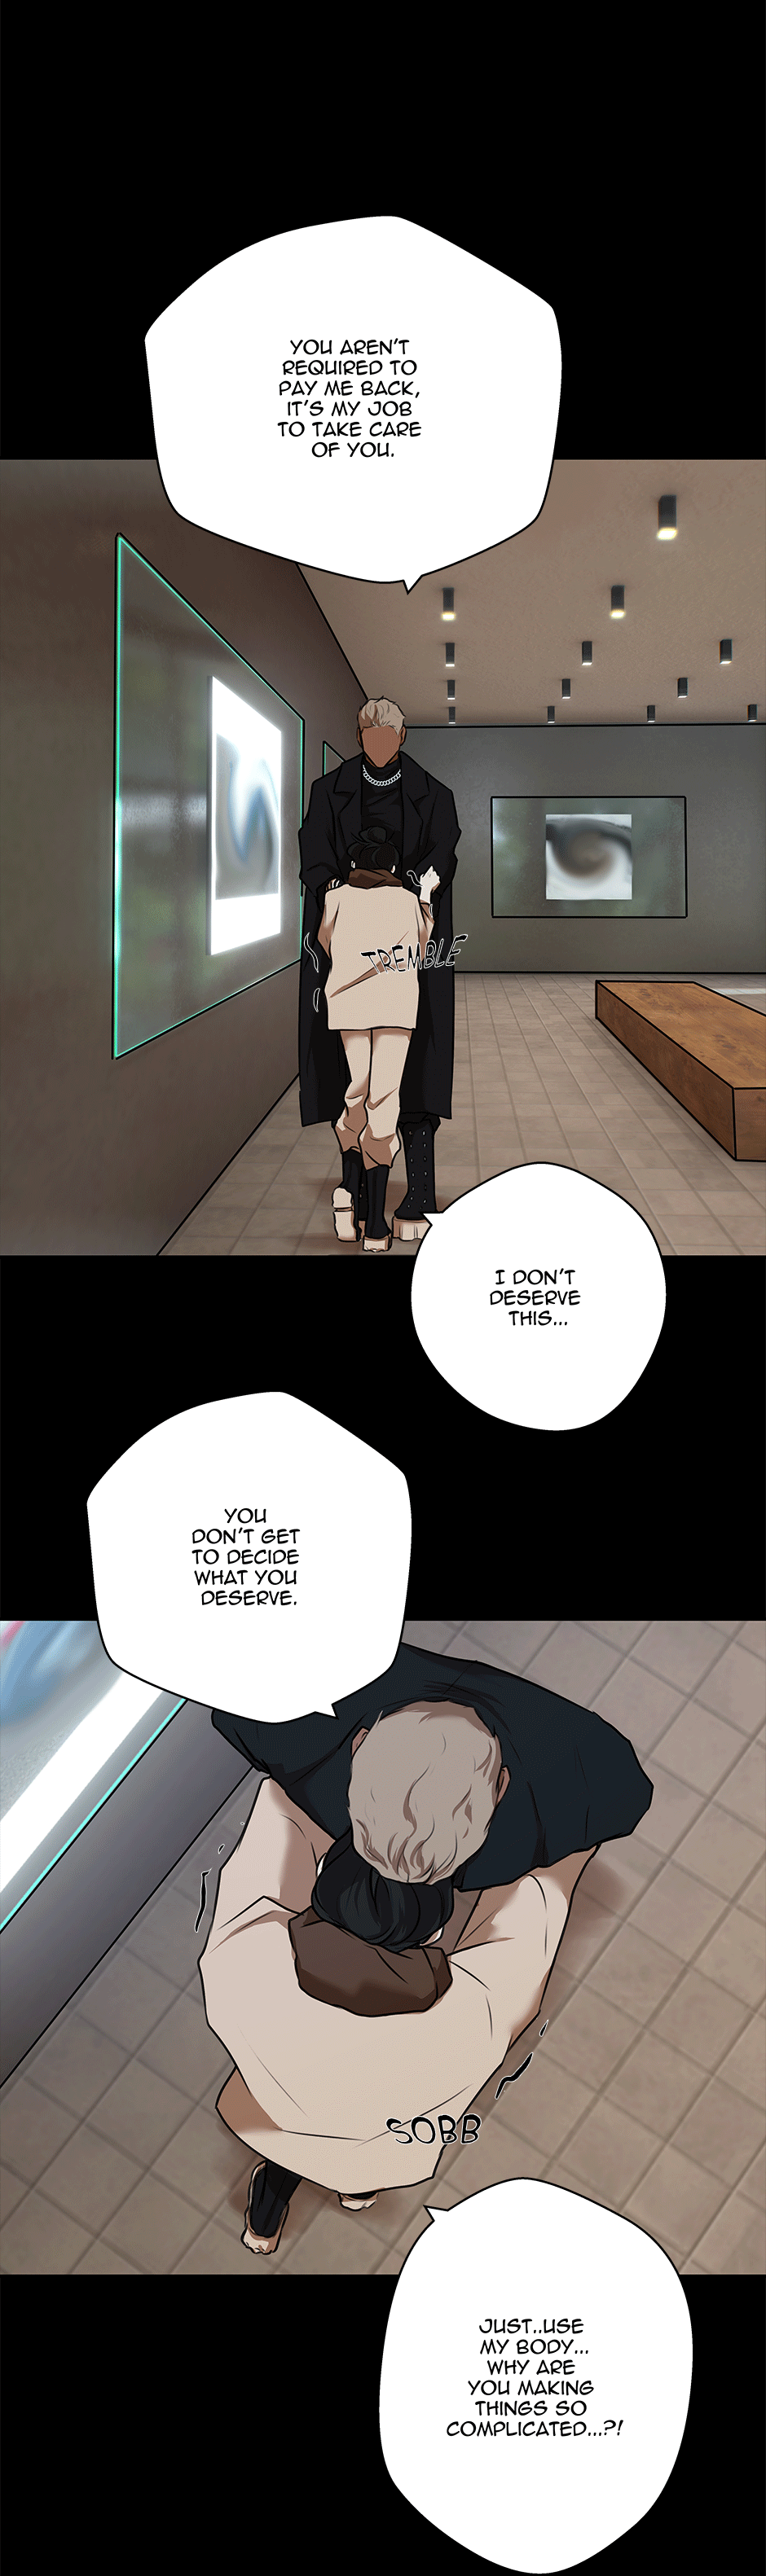 YOU AREN'T
REQUIRED TO
PAY ME BACK,
IT'S MY JOB
TO TAKE CARE
OF YOU.
TREMBLE
I DON'T
DESERVE
THIS...
YOU
DON'T GET
TO DECIDE
WHAT YOU
DESERVE.
SOBB
JUST..USE
MY BODY...
WHY ARE
YOU MAKING
THINGS SO
COMPLICATED...?!